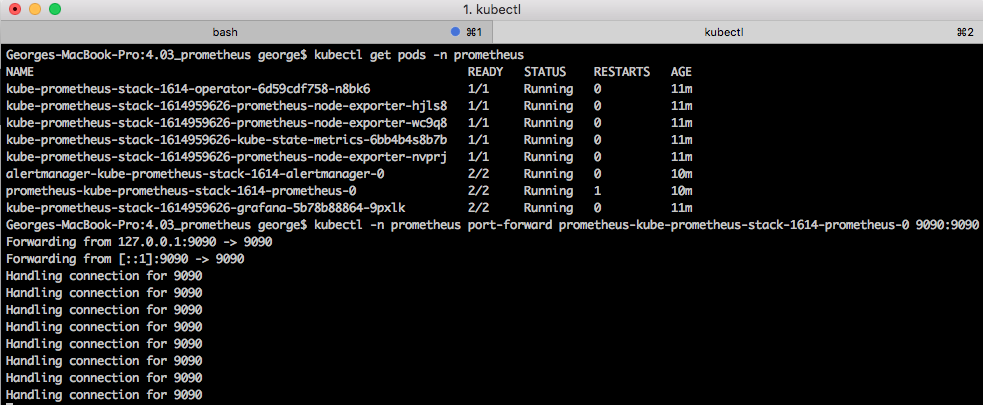 1. kubectl
bash ⌘1 kubectl ⌘2
Georges-MacBook-Pro:4.03_prometheus george$ kubectl get pods -n prometheus
NAME READY STATUS RESTARTS AGE
kube-prometheus-stack-1614-operator-6d59cdf758-n8bk6 1/1 Running 0 11m
kube-prometheus-stack-1614959626-prometheus-node-exporter-hjls8 1/1 Running 0 11m
kube-prometheus-stack-1614959626-prometheus-node-exporter-wc9q8 1/1 Running 0 11m
kube-prometheus-stack-1614959626-kube-state-metrics-6bb4b4s8b7b 1/1 Running 0 11m
kube-prometheus-stack-1614959626-prometheus-node-exporter-nvprj 1/1 Running 0 11m
alertmanager-kube-prometheus-stack-1614-alertmanager-0 2/2 Running 0 10m
prometheus-kube-prometheus-stack-1614-prometheus-0 2/2 Running 1 10m
kube-prometheus-stack-1614959626-grafana-5b78b88864-9pxlk 2/2 Running 0 11m
Georges-MacBook-Pro:4.03_prometheus george$ kubectl -n prometheus port-forward prometheus-kube-prometheus-stack-1614-prometheus-0 9090:9090
Forwarding from 127.0.0.1:9090 -> 9090
Forwarding from [::1]:9090 -> 9090
Handling connection for 9090
Handling connection for 9090
Handling connection for 9090
Handling connection for 9090
Handling connection for 9090
Handling connection for 9090
Handling connection for 9090
Handling connection for 9090